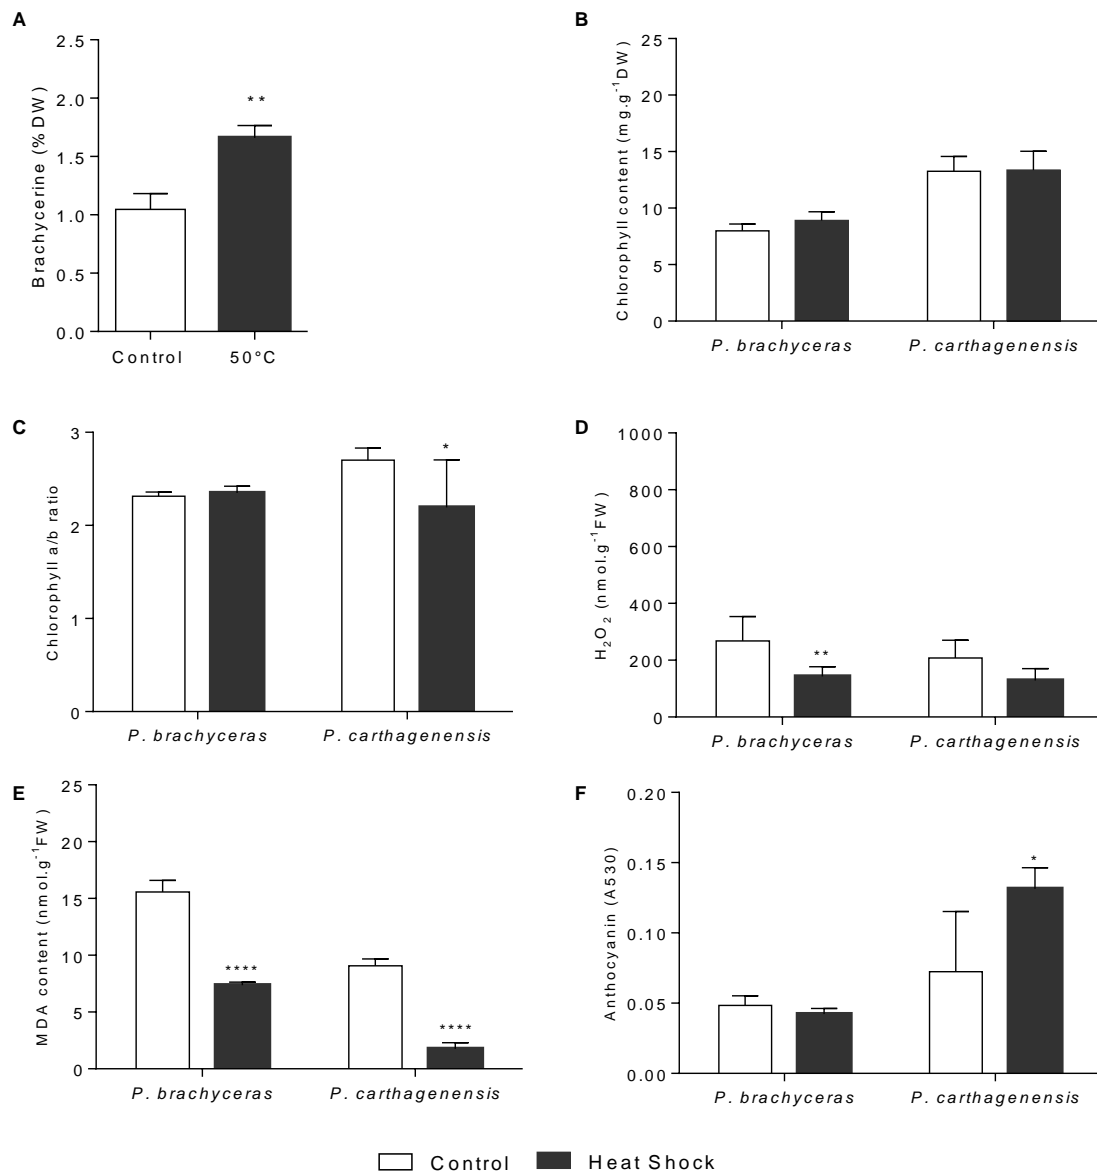 A
Brachycerine (% DW)
2.5
2.0
1.5
1.0
0.5
0.0
**
Control 50°C
B
Chlorophyll content (mg.g⁻¹DW)
25
20
15
10
5
0
P. brachyceras P. carthagenensis
C
Chlorophyll a/b ratio
3
2
1
0
*
P. brachyceras P. carthagenensis
D
H₂O₂ (nmol.g⁻¹FW)
1000
800
600
400
200
0
**
P. brachyceras P. carthagenensis
E
MDA content (nmol.g⁻¹FW)
25
20
15
10
5
0
****
****
P. brachyceras P. carthagenensis
F
Anthocyanin (A530)
0.20
0.15
0.10
0.05
0.00
*
P. brachyceras P. carthagenensis
Control Heat Shock